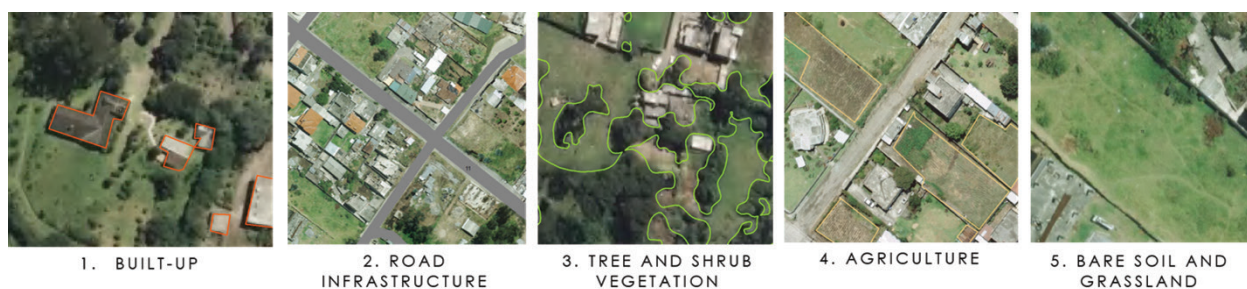 1. BUILT-UP
2. ROAD
INFRASTRUCTURE
3. TREE AND SHRUB
VEGETATION
4. AGRICULTURE
5. BARE SOIL AND
GRASSLAND